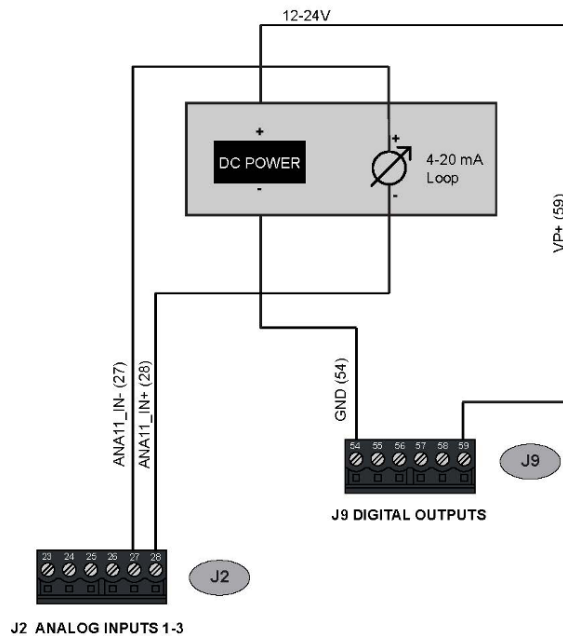 12-24V
+
+
DC POWER
4-20 mA
Loop
-
-
VP+ (59)
ANA11_IN- (27)
ANA11_IN+ (28)
GND (54)
54 55 56 57 58 59
J9
J9 DIGITAL OUTPUTS
23 24 25 26 27 28
J2
J2 ANALOG INPUTS 1-3